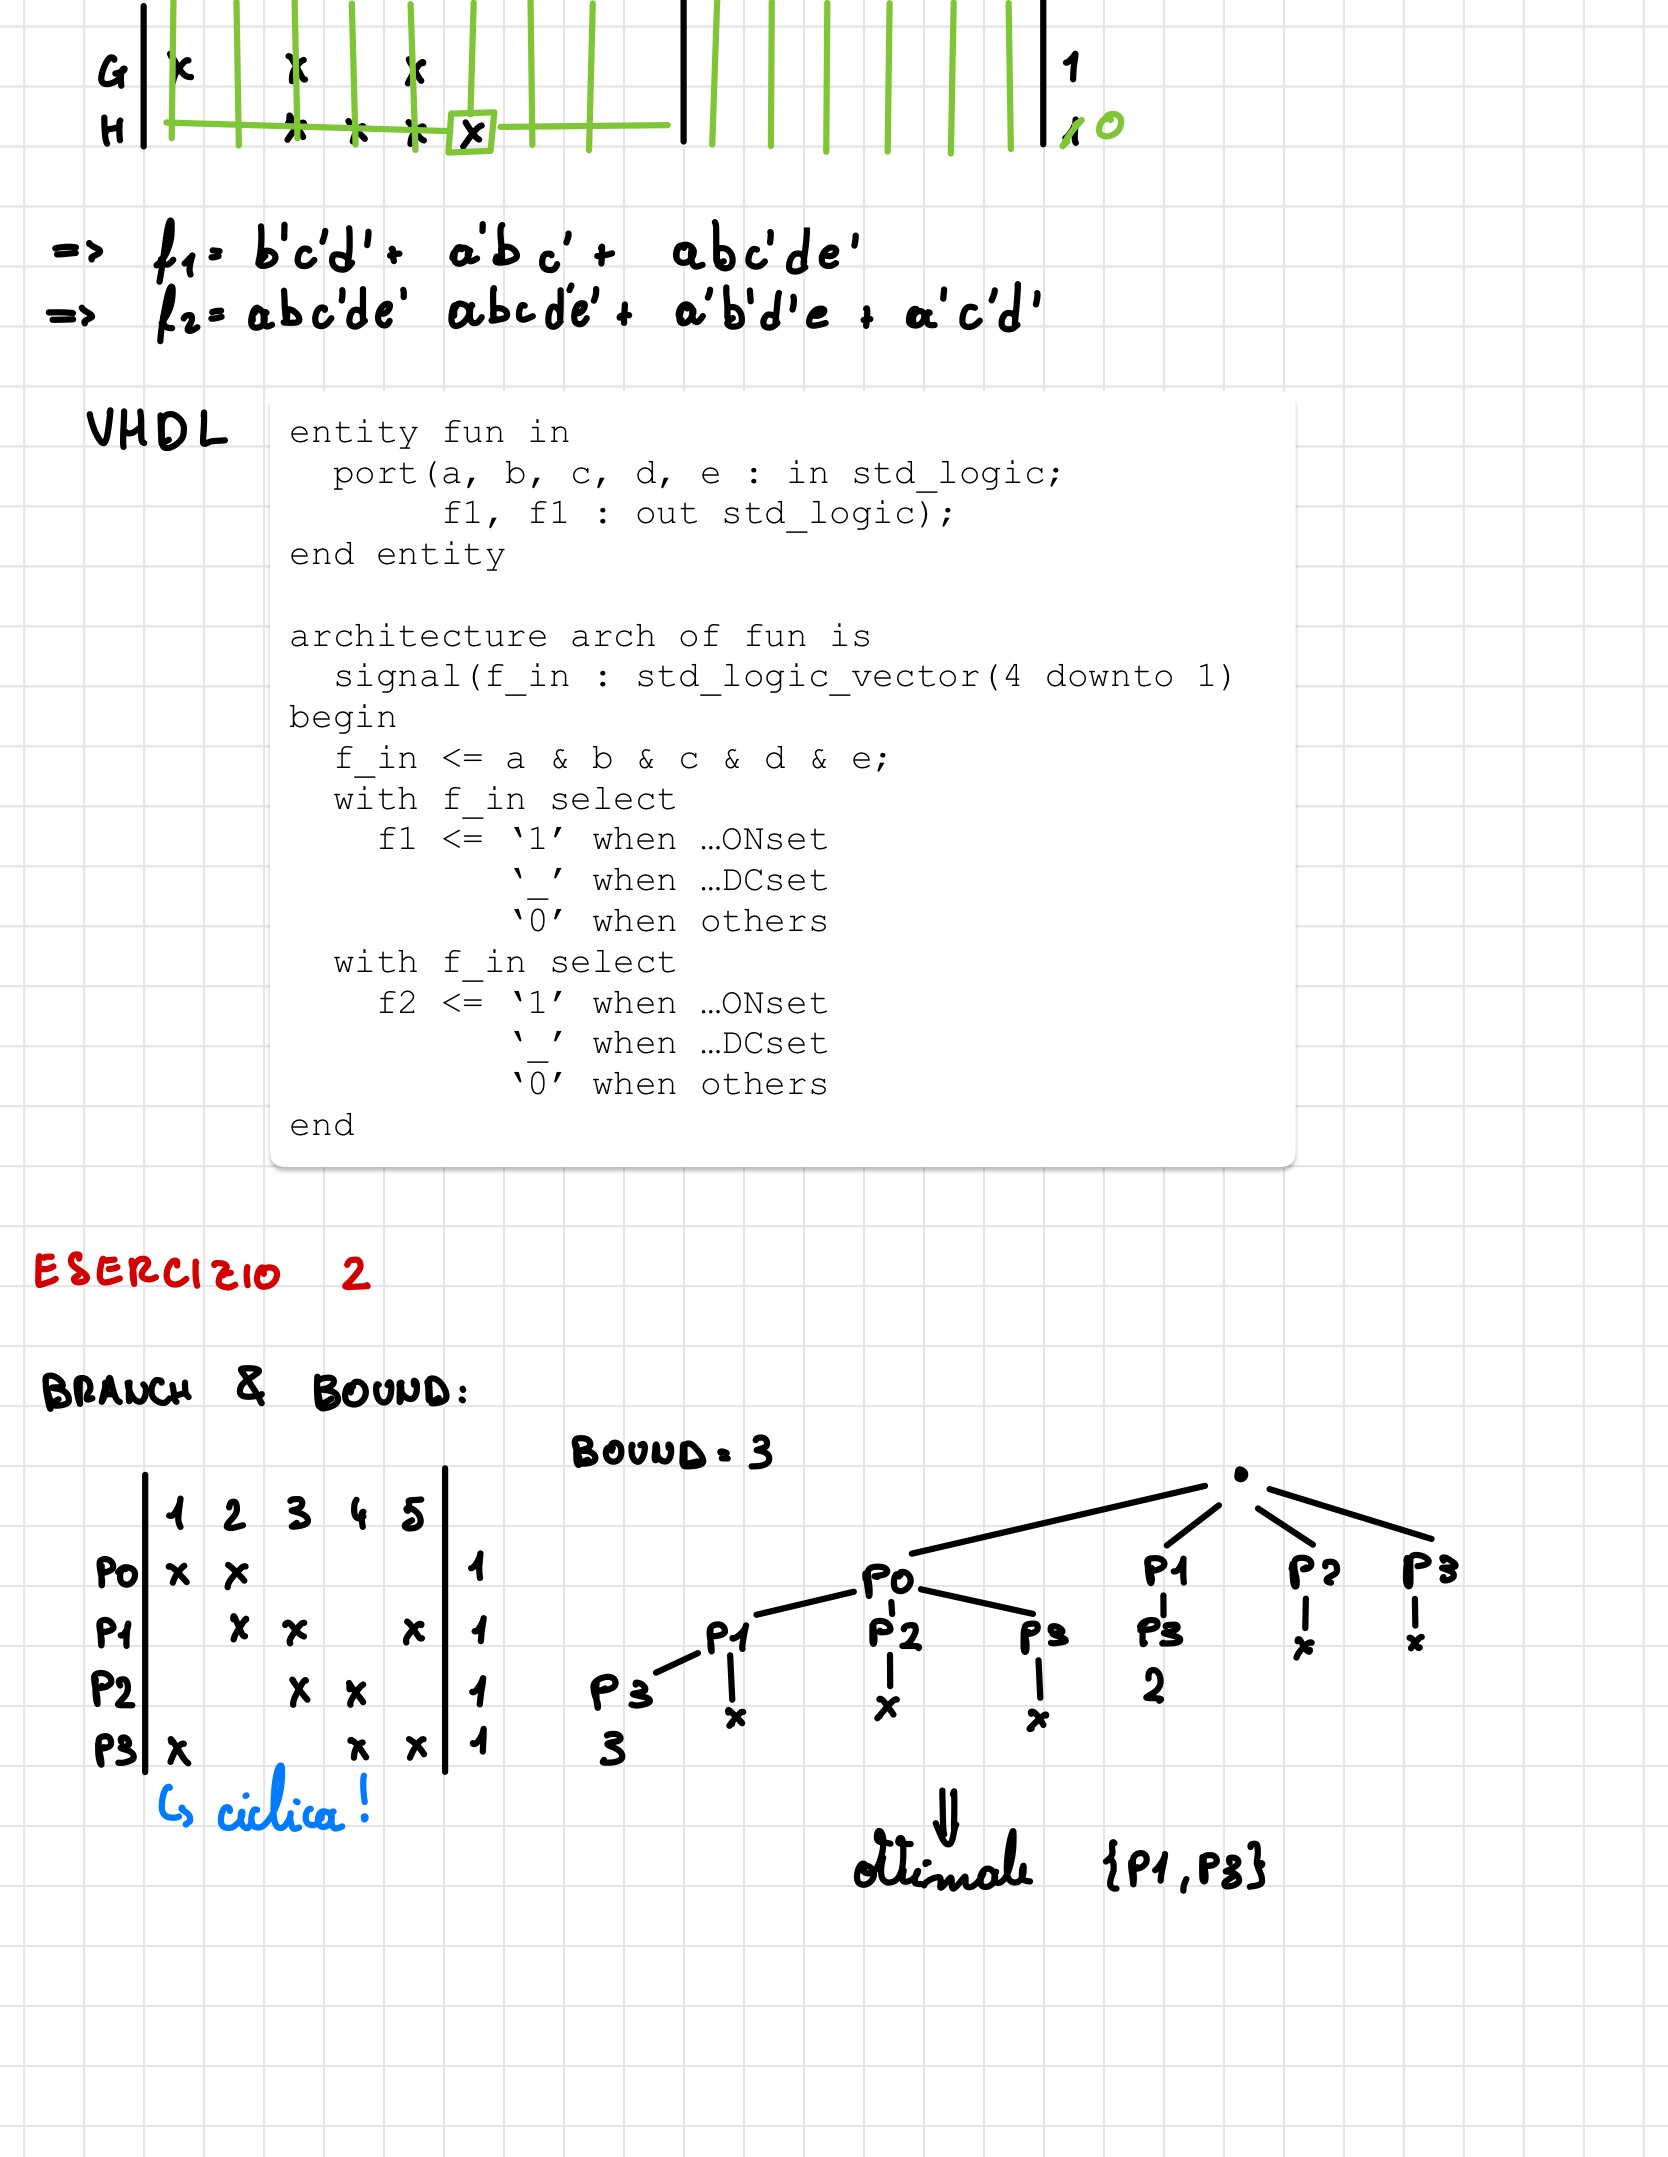 G x x x 1
H x x x x 1 0
=> f1 = b'c'd' + a'bc' + abc'de'
=> f2 = abc'de' abcd'e' + a'b'd'e + a'c'd'
VHDL
entity fun in
port(a, b, c, d, e : in std_logic;
f1, f1 : out std_logic);
end entity
architecture arch of fun is
signal(f_in : std_logic_vector(4 downto 1)
begin
f_in <= a & b & c & d & e;
with f_in select
f1 <= ‘1’ when …ONset
‘_’ when …DCset
‘0’ when others
with f_in select
f2 <= ‘1’ when …ONset
‘_’ when …DCset
‘0’ when others
end
ESERCIZIO 2
BRANCH & BOUND:
BOUND = 3
1 2 3 4 5
P0 x x 1
P1 x x x 1
P2 x x 1
P3 x x x 1
ciclica!
P0 P1 P2 P3
P1 P2 P3 P3 x x
P3 x x x 2
3
⇓
ottimale {P1, P3}